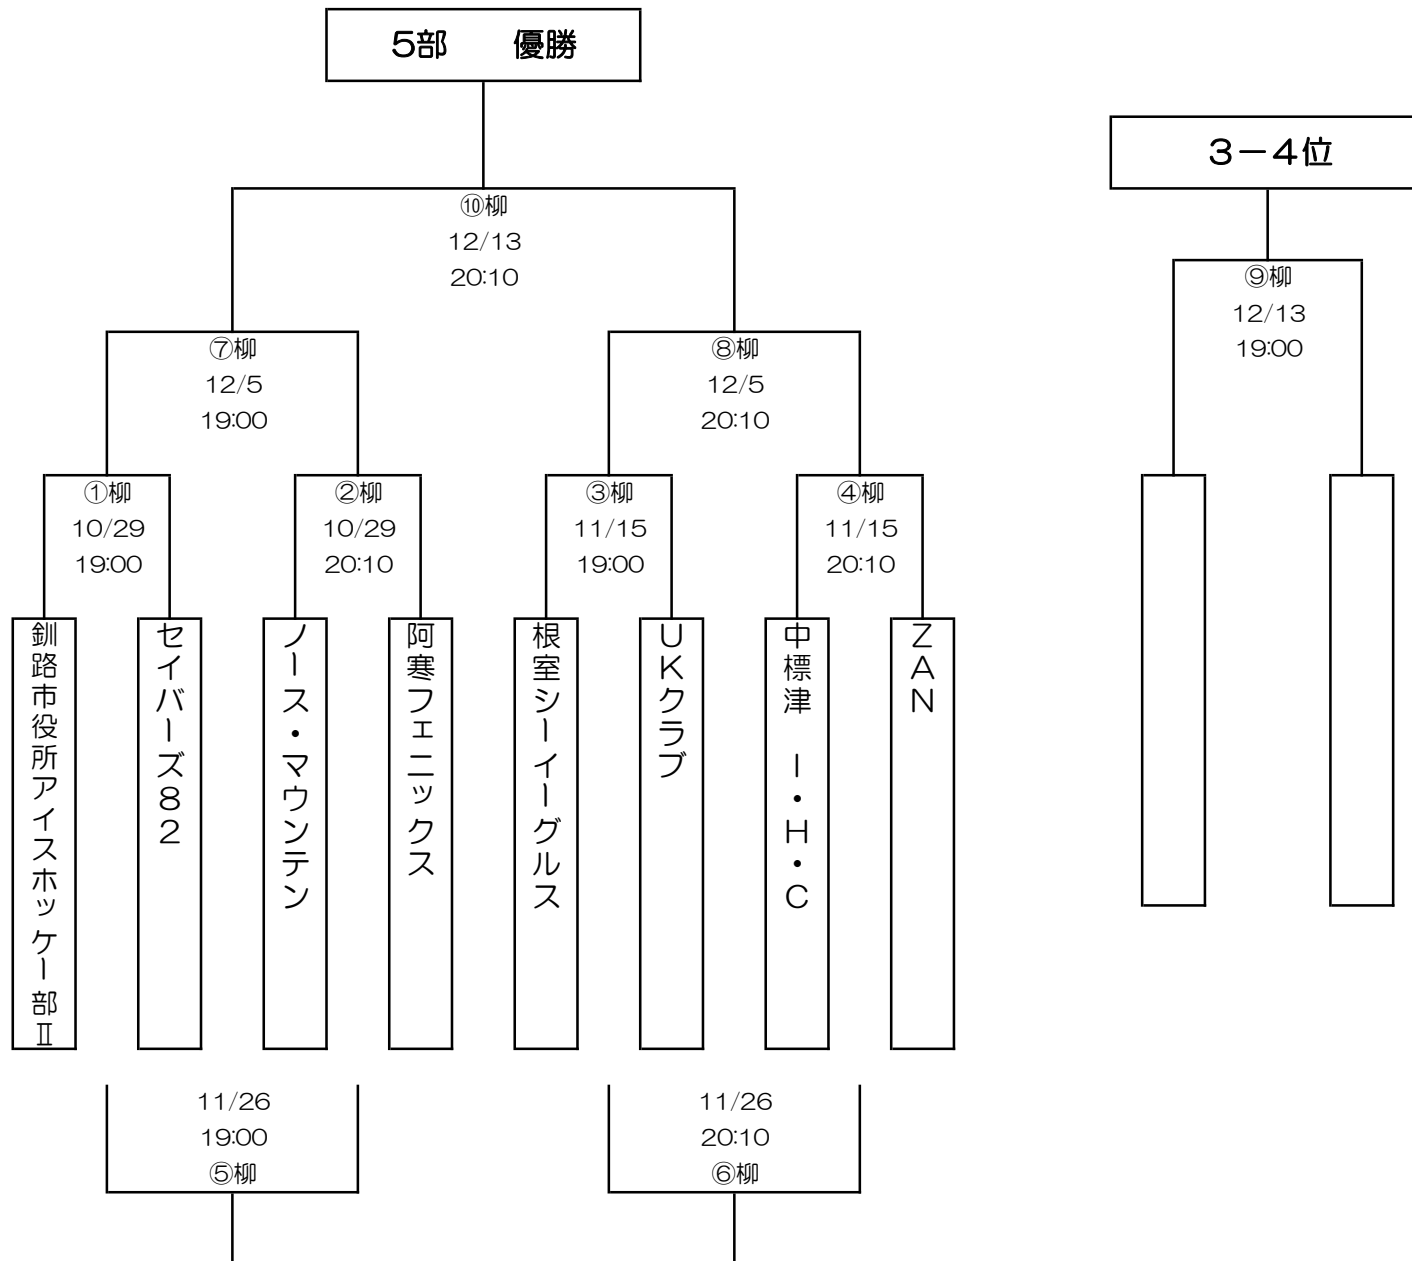 5部　優勝
3－4位
⑩柳
12/13
20:10
⑨柳
12/13
19:00
⑦柳
12/5
19:00
⑧柳
12/5
20:10
①柳
10/29
19:00
②柳
10/29
20:10
③柳
11/15
19:00
④柳
11/15
20:10
釧路市役所アイスホッケー部Ⅱ
セイバーズ82
ノース・マウンテン
阿寒フェニックス
根室シーイーグルス
UKクラブ
中標津　I・H・C
ZAN
11/26
19:00
⑤柳
11/26
20:10
⑥柳